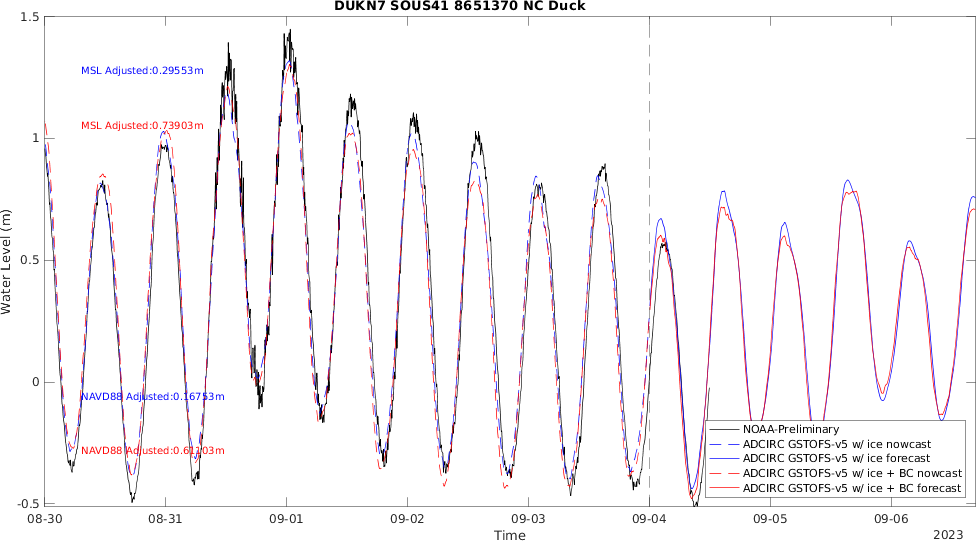 DUKN7 SOUS41 8651370 NC Duck
1.5
MSL Adjusted:0.29553m
MSL Adjusted:0.73903m
1
Water Level (m)
0.5
0
NAVD88 Adjusted:0.16753m
NAVD88 Adjusted:0.61103m
NOAA-Preliminary
ADCIRC GSTOFS-v5 w/ ice nowcast
ADCIRC GSTOFS-v5 w/ ice forecast
ADCIRC GSTOFS-v5 w/ ice + BC nowcast
ADCIRC GSTOFS-v5 w/ ice + BC forecast
-0.5
08-30 08-31 09-01 09-02 09-03 09-04 09-05 09-06
Time
2023